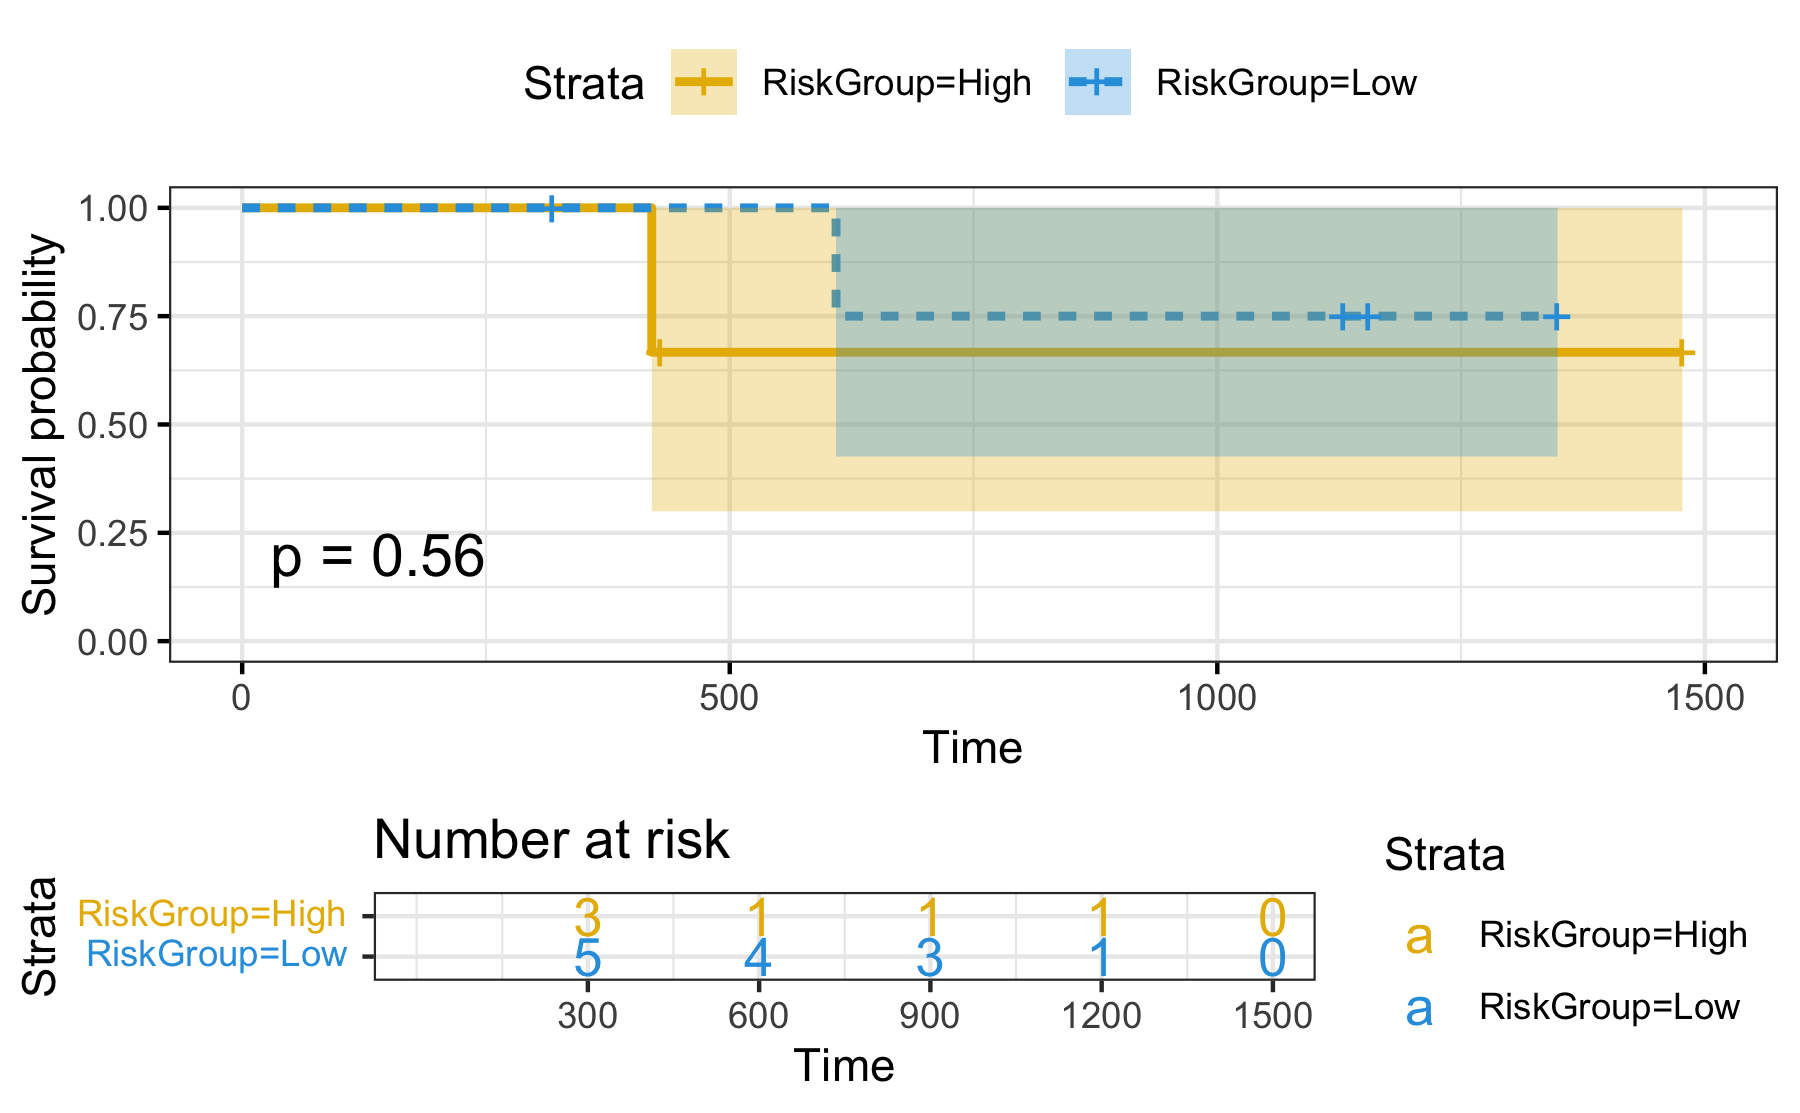 Strata RiskGroup=High RiskGroup=Low
Survival probability
1.00
0.75
0.50
0.25
0.00
p = 0.56
0 500 1000 1500
Time
Number at risk
Strata
RiskGroup=High 3 1 1 1 0
RiskGroup=Low 5 4 3 1 0
300 600 900 1200 1500
Time
Strata
a RiskGroup=High
a RiskGroup=Low